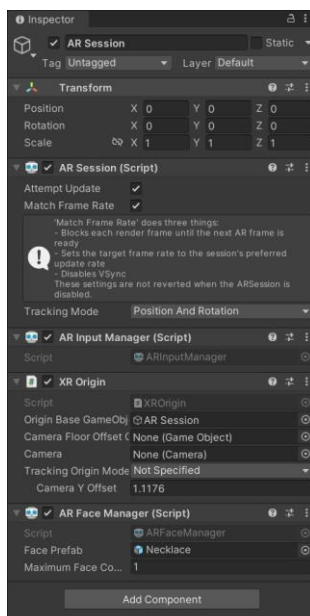 Inspector
AR Session Static
Tag Untagged Layer Default
Transform
Position X 0 Y 0 Z 0
Rotation X 0 Y 0 Z 0
Scale X 1 Y 1 Z 1
AR Session (Script)
Attempt Update
Match Frame Rate
'Match Frame Rate' does three things:
- Blocks each render frame until the next AR frame is
ready
- Sets the target frame rate to the session's preferred
update rate
- Disables VSync
These settings are not reverted when the ARSession is
disabled.
Tracking Mode Position And Rotation
AR Input Manager (Script)
Script ARInputManager
XR Origin
Script XROrigin
Origin Base GameObj AR Session
Camera Floor Offset None (Game Object)
Camera None (Camera)
Tracking Origin Mode Not Specified
Camera Y Offset 1.1176
AR Face Manager (Script)
Script ARFaceManager
Face Prefab Necklace
Maximum Face Co... 1
Add Component